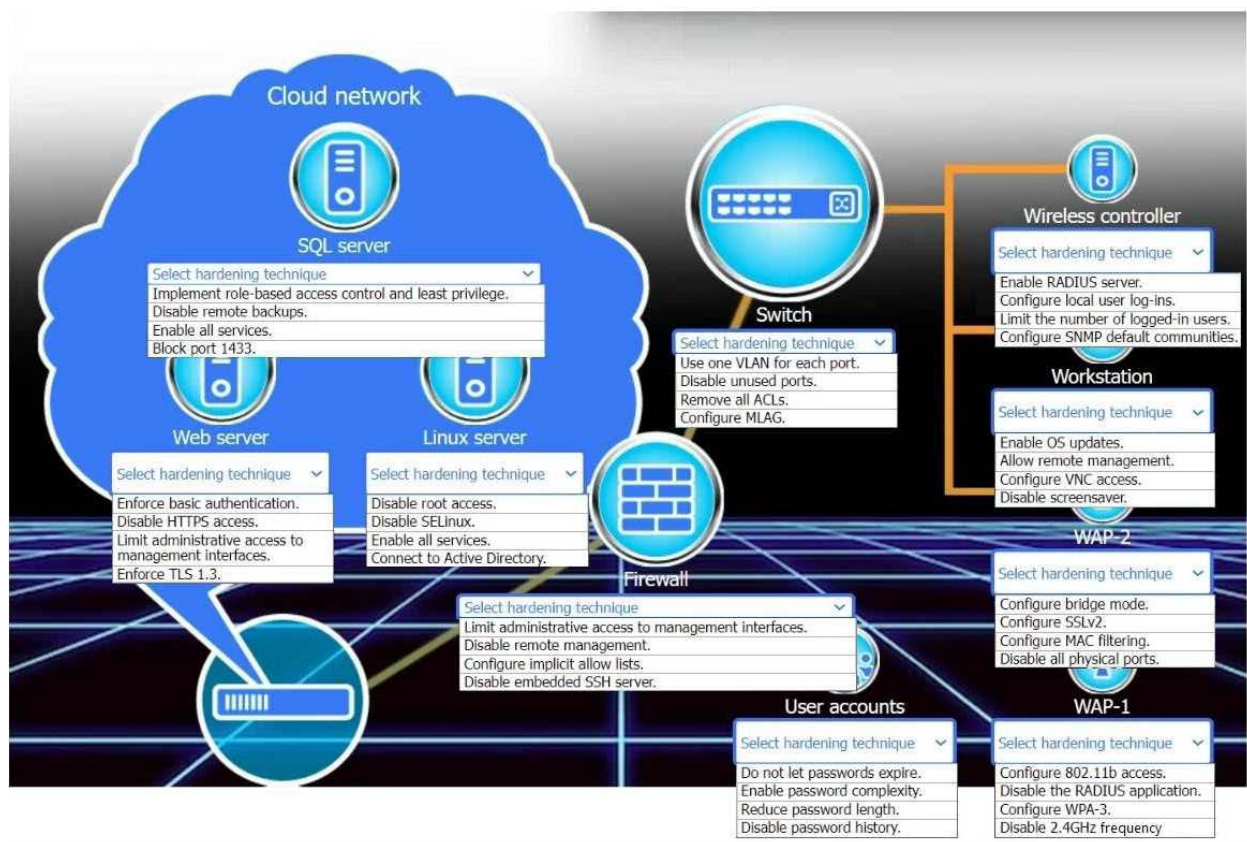 Cloud network
SQL server
Select hardening technique
Implement role-based access control and least privilege.
Disable remote backups.
Enable all services.
Block port 1433.
Web server
Select hardening technique
Enforce basic authentication.
Disable HTTPS access.
Limit administrative access to
management interfaces.
Enforce TLS 1.3.
Linux server
Select hardening technique
Disable root access.
Disable SELinux.
Enable all services.
Connect to Active Directory.
Switch
Select hardening technique
Use one VLAN for each port.
Disable unused ports.
Remove all ACLs.
Configure MLAG.
Firewall
Select hardening technique
Limit administrative access to management interfaces.
Disable remote management.
Configure implicit allow lists.
Disable embedded SSH server.
User accounts
Select hardening technique
Do not let passwords expire.
Enable password complexity.
Reduce password length.
Disable password history.
Wireless controller
Select hardening technique
Enable RADIUS server.
Configure local user log-ins.
Limit the number of logged-in users.
Configure SNMP default communities.
Workstation
Select hardening technique
Enable OS updates.
Allow remote management.
Configure VNC access.
Disable screensaver.
WAP-2
Select hardening technique
Configure bridge mode.
Configure SSLv2.
Configure MAC filtering.
Disable all physical ports.
WAP-1
Select hardening technique
Configure 802.11b access.
Disable the RADIUS application.
Configure WPA-3.
Disable 2.4GHz frequency